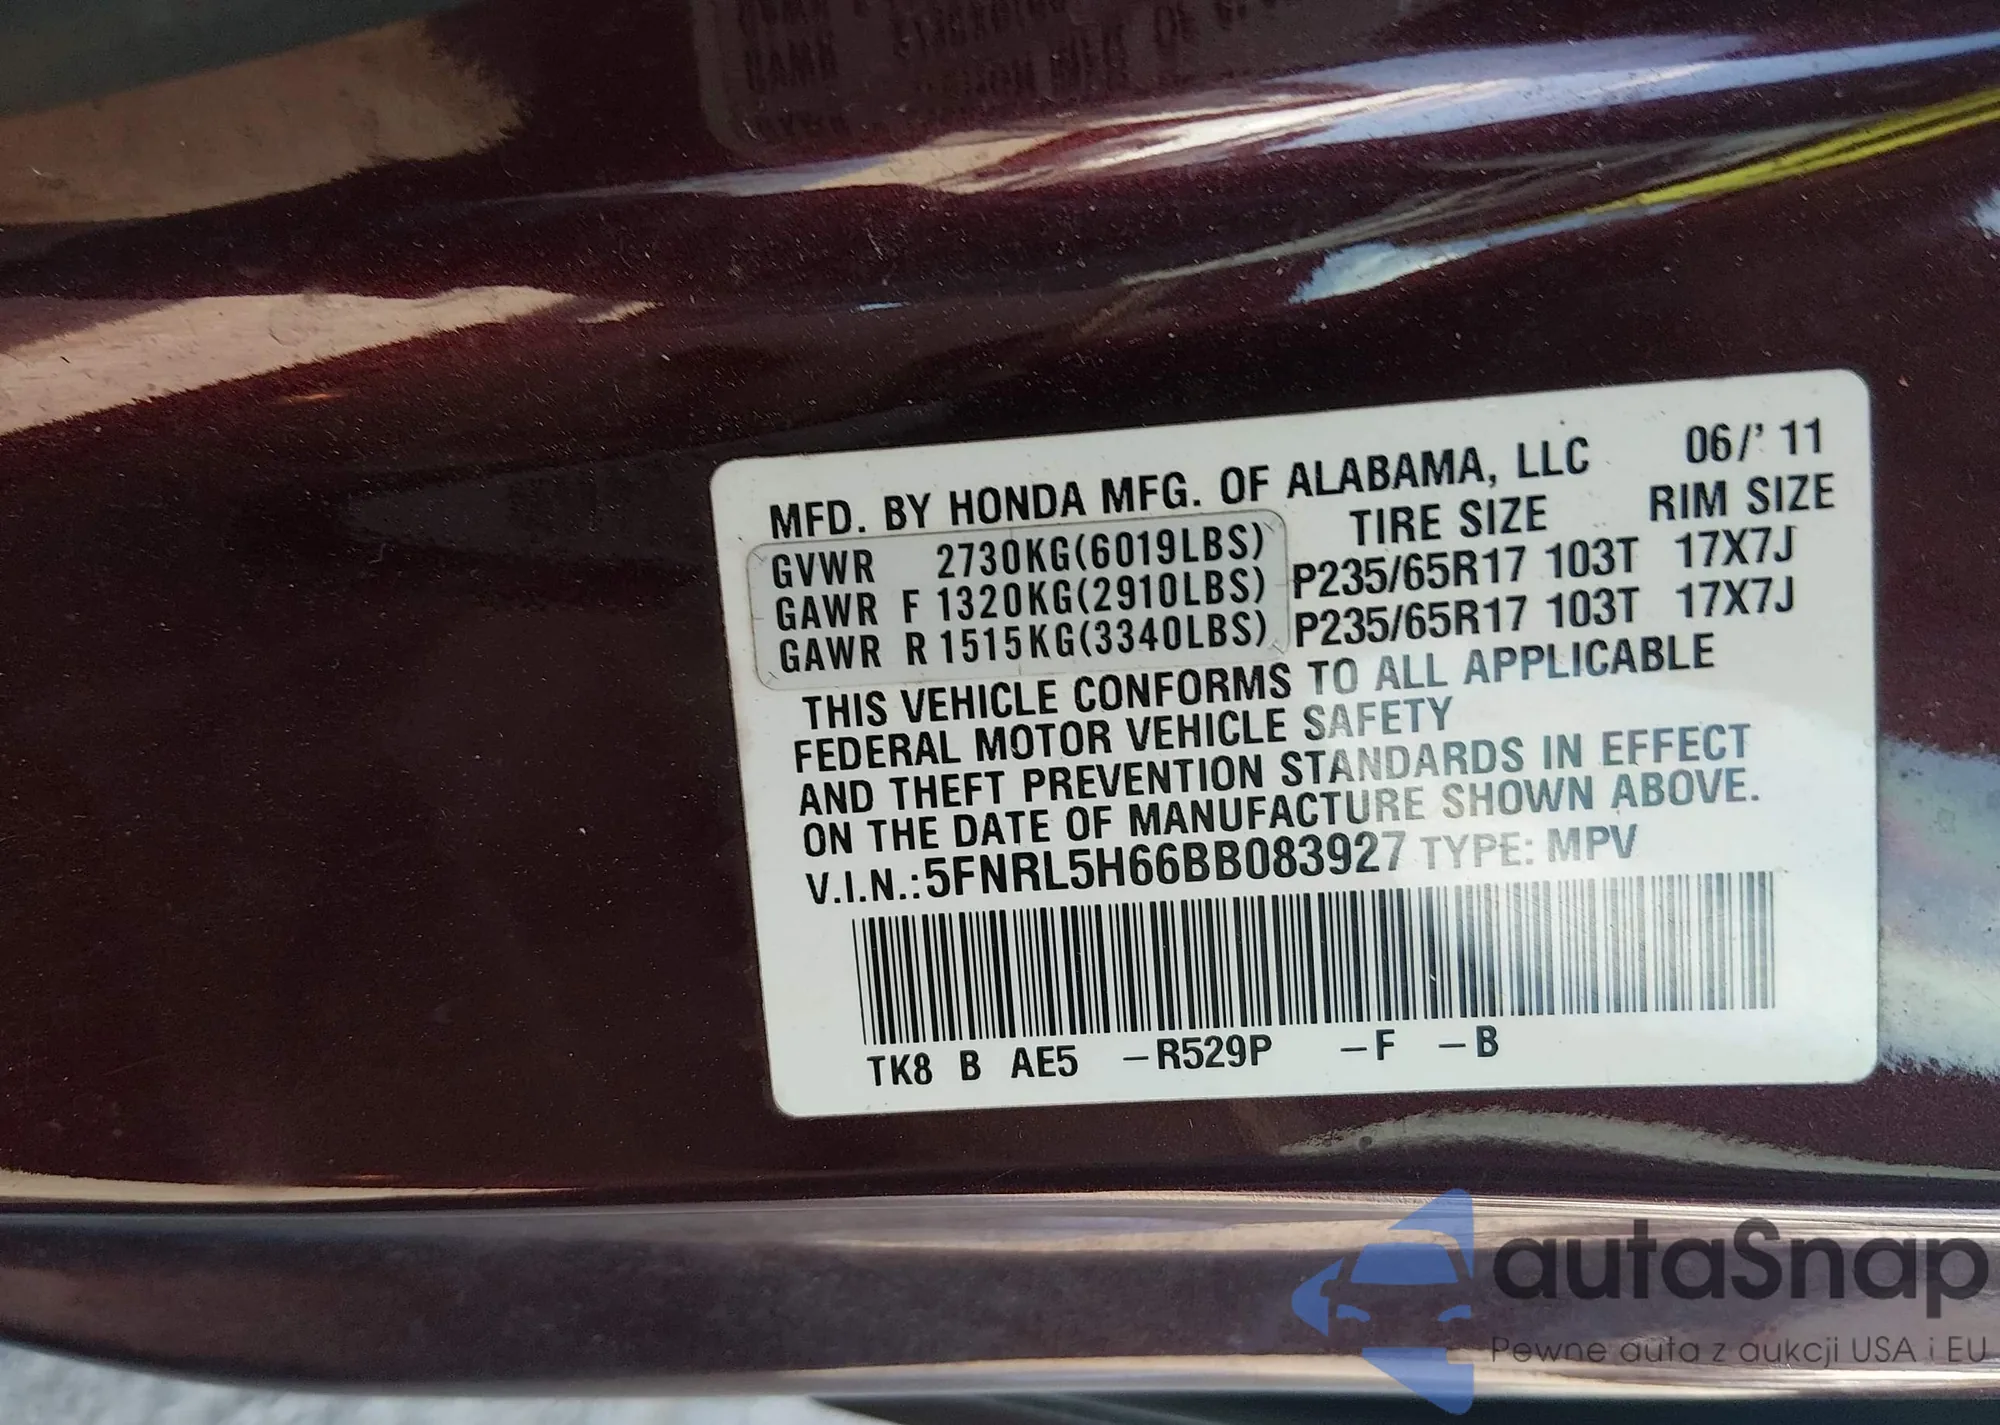 MFD. BY HONDA MFG. OF ALABAMA, LLC 06/'11
TIRE SIZE RIM SIZE
GVWR 2730KG(6019LBS)
GAWR F 1320KG(2910LBS) P235/65R17 103T 17X7J
GAWR R 1515KG(3340LBS) P235/65R17 103T 17X7J
THIS VEHICLE CONFORMS TO ALL APPLICABLE
FEDERAL MOTOR VEHICLE SAFETY
AND THEFT PREVENTION STANDARDS IN EFFECT
ON THE DATE OF MANUFACTURE SHOWN ABOVE.
V.I.N.:5FNRL5H66BB083927 TYPE: MPV
TK8 B AE5 –R529P –F –B
autaSnap
Pewne auta z aukcji USA i EU